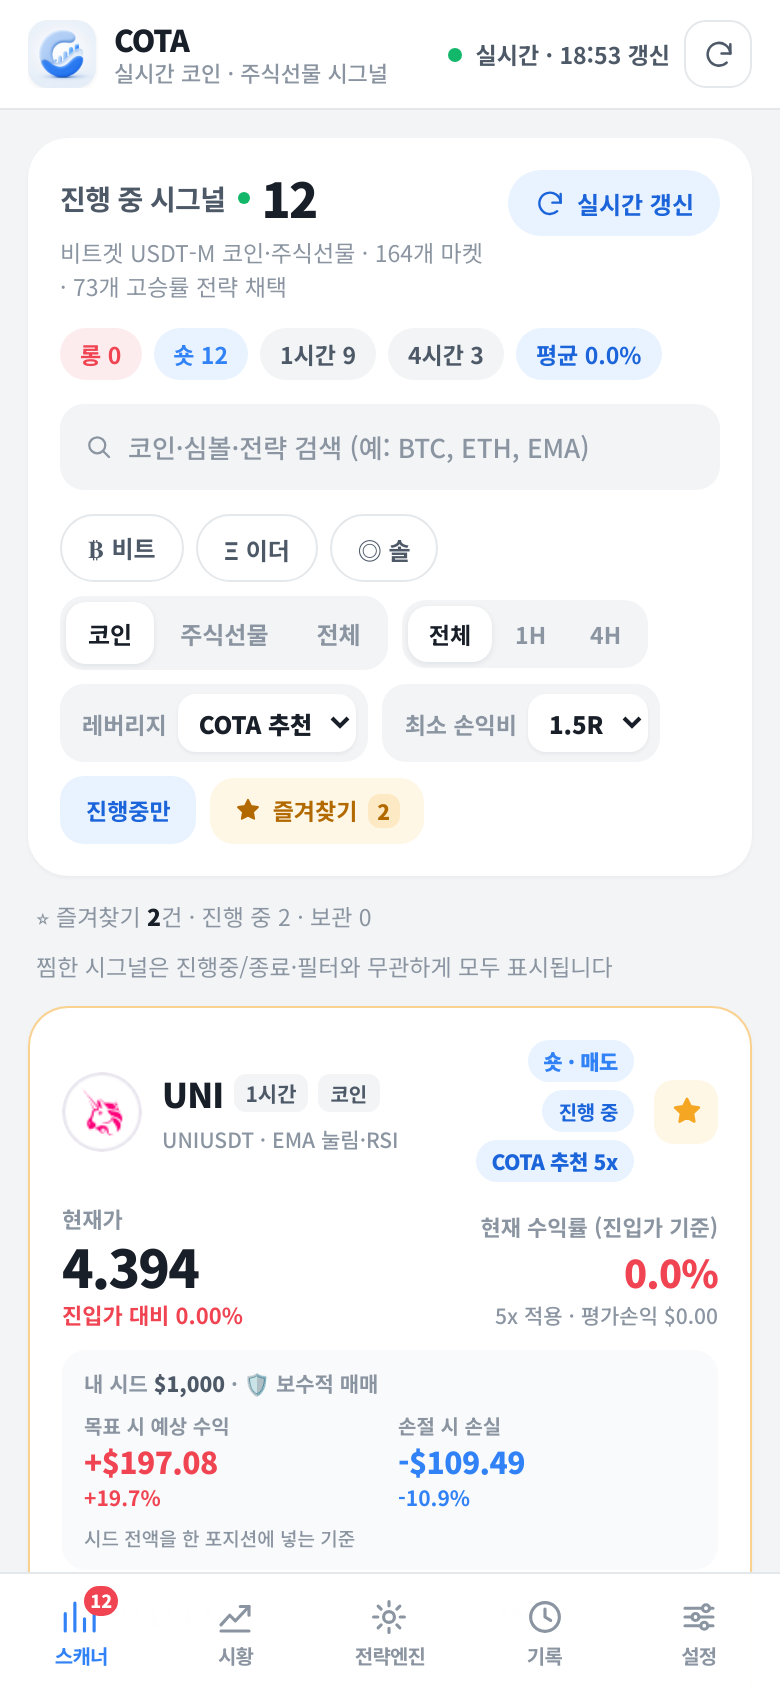 COTA
실시간 코인 · 주식선물 시그널
실시간 · 18:53 갱신
진행 중 시그널 12
실시간 갱신
비트겟 USDT-M 코인·주식선물 · 164개 마켓
· 73개 고승률 전략 채택
롱 0
숏 12
1시간 9
4시간 3
평균 0.0%
코인·심볼·전략 검색 (예: BTC, ETH, EMA)
₿ 비트
Ξ 이더
◎ 솔
코인
주식선물
전체
전체
1H
4H
레버리지
COTA 추천
최소 손익비
1.5R
진행중만
★ 즐겨찾기 2
⭐ 즐겨찾기 2건 · 진행 중 2 · 보관 0
찜한 시그널은 진행중/종료·필터와 무관하게 모두 표시됩니다
UNI
1시간
코인
UNIUSDT · EMA 눌림·RSI
숏 · 매도
진행 중
COTA 추천 5x
현재가
4.394
진입가 대비 0.00%
현재 수익률 (진입가 기준)
0.0%
5x 적용 · 평가손익 $0.00
내 시드 $1,000 · 🛡️ 보수적 매매
목표 시 예상 수익
+$197.08
+19.7%
손절 시 손실
-$109.49
-10.9%
시드 전액을 한 포지션에 넣는 기준
12
스캐너
시황
전략엔진
기록
설정